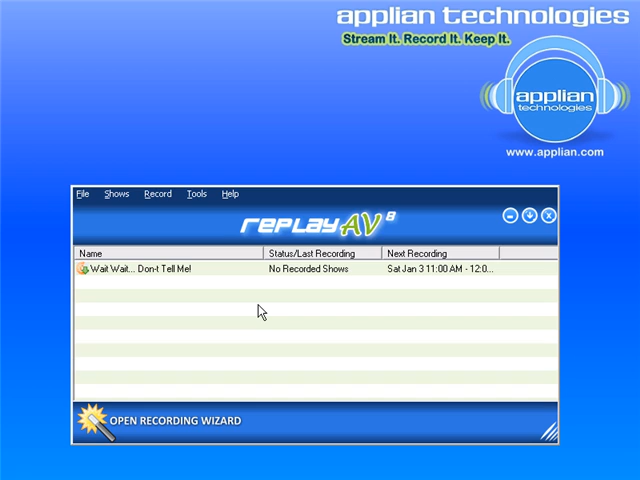 applian technologies
Stream It. Record It. Keep It.
applian
technologies
www.applian.com
File Shows Record Tools Help
Replay AV 8
Name Status/Last Recording Next Recording
Wait Wait... Don-t Tell Me! No Recorded Shows Sat Jan 3 11:00 AM - 12:0...
OPEN RECORDING WIZARD